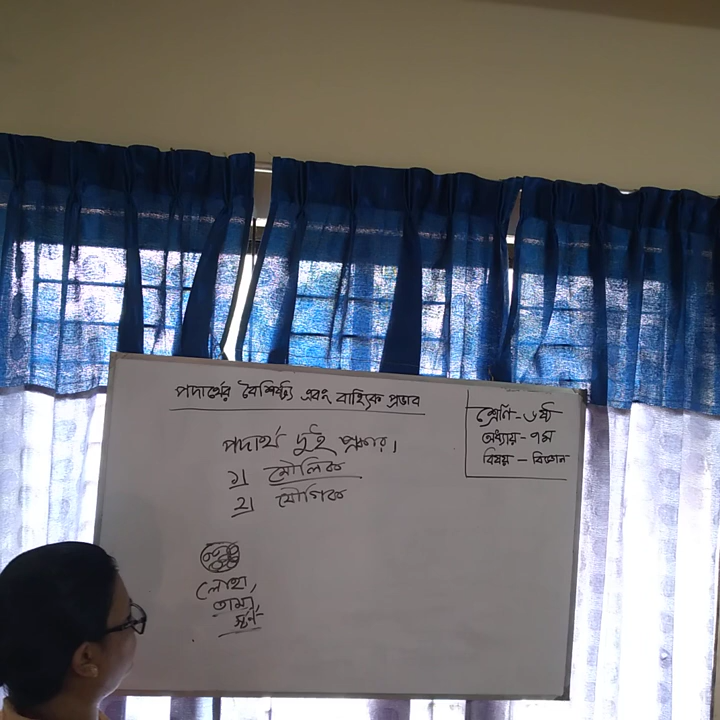 পদার্থের বৈশিষ্ট্য এবং বাহ্যিক প্রভাব
শ্রেণি - ৬ষ্ঠ
অধ্যায় - ৭ম
বিষয় - বিজ্ঞান
পদার্থ দুই প্রকার।
১) মৌলিক
২) যৌগিক
লোহা,
তামা,
স্বর্ণ